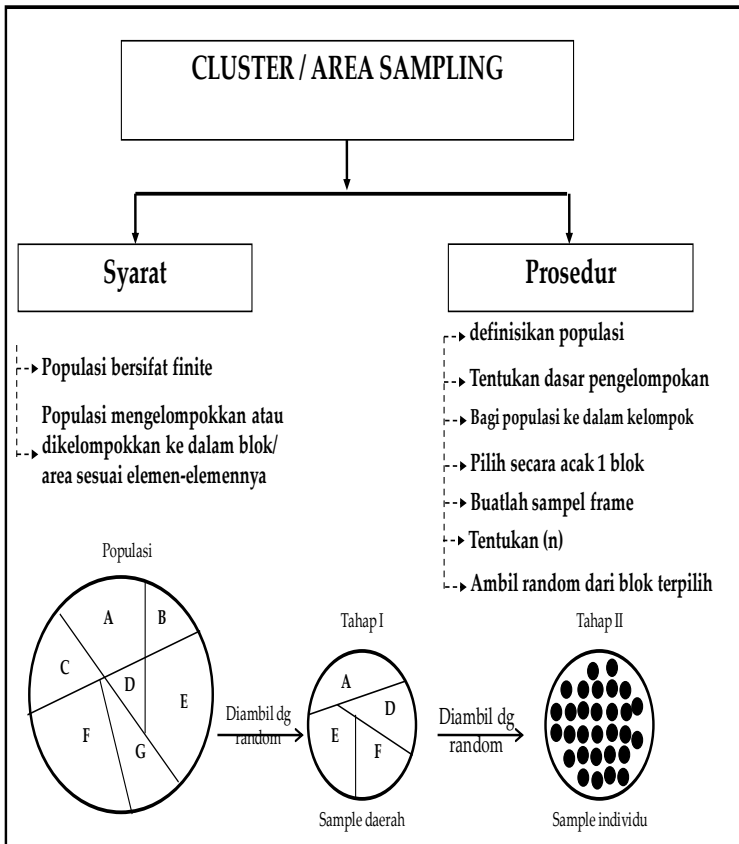 CLUSTER / AREA SAMPLING
Syarat
Populasi bersifat finite
Populasi mengelompokkan atau
dikelompokkan ke dalam blok/
area sesuai elemen-elemennya
Prosedur
definisikan populasi
Tentukan dasar pengelompokan
Bagi populasi ke dalam kelompok
Pilih secara acak 1 blok
Buatlah sampel frame
Tentukan (n)
Ambil random dari blok terpilih
Populasi
A
B
C
D
E
F
G
Diambil dg
random
Tahap I
A
D
E
F
Sample daerah
Diambil dg
random
Tahap II
Sample individu